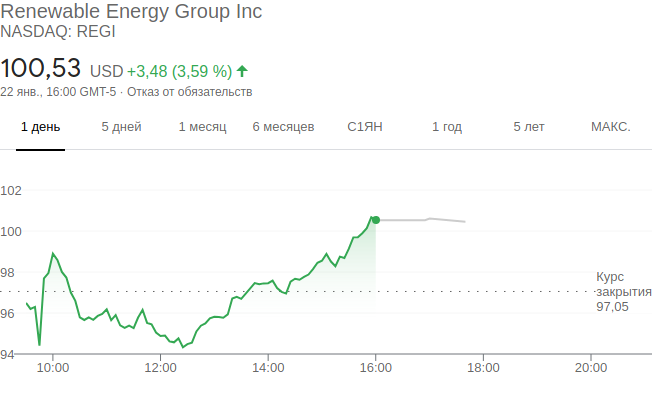 Renewable Energy Group Inc
NASDAQ: REGI
100,53 USD +3,48 (3,59 %)
22 янв., 16:00 GMT-5 · Отказ от обязательств
1 день 5 дней 1 месяц 6 месяцев С1ЯН 1 год 5 лет МАКС.
102
100
98
Курс
закрытия
97,05
96
94
10:00 12:00 14:00 16:00 18:00 20:00